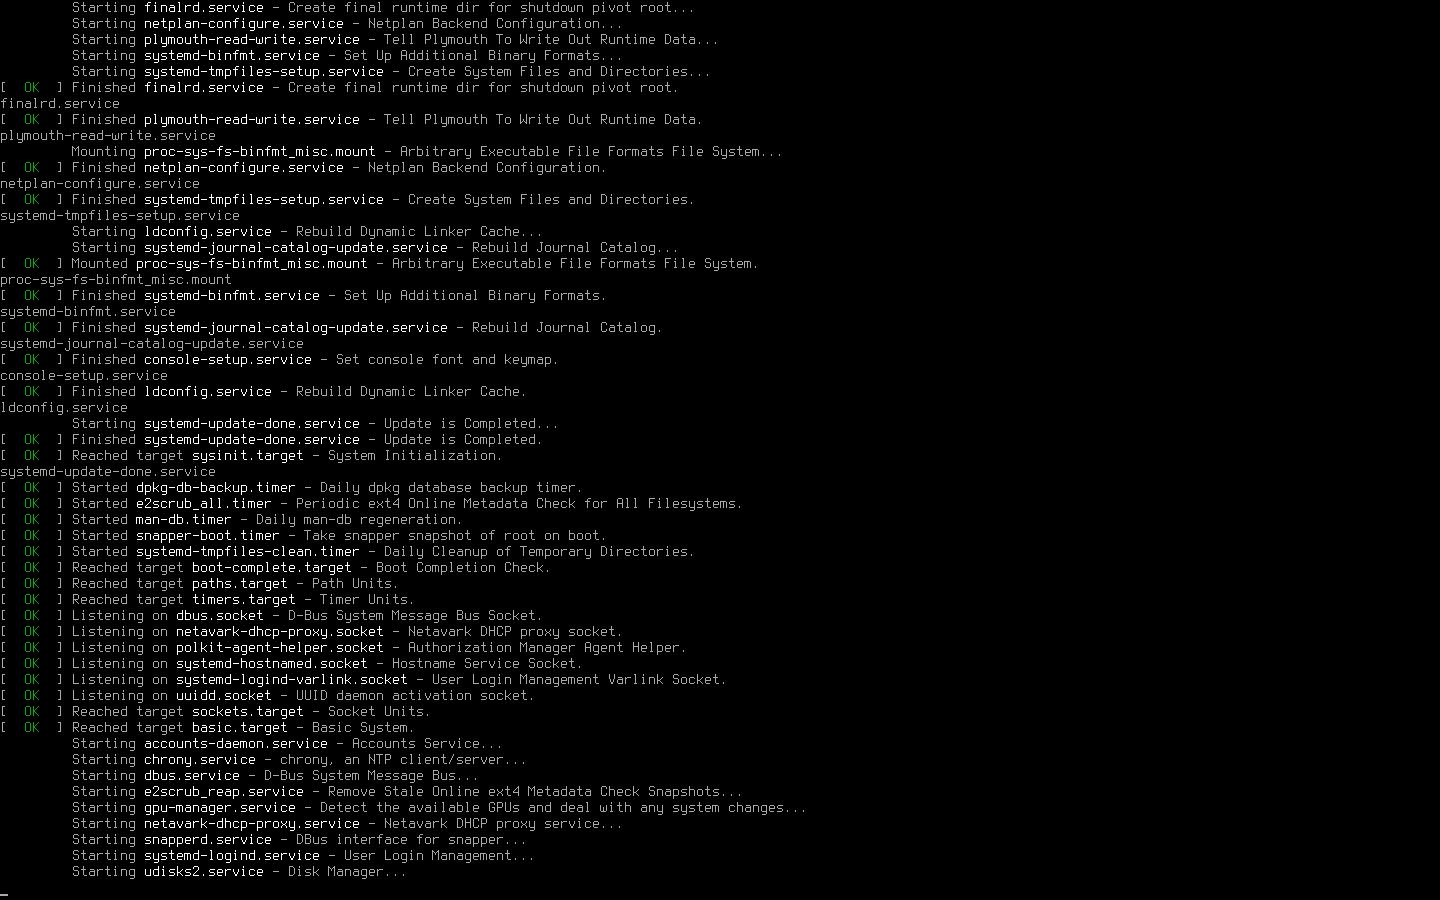 Starting finalrd.service - Create final runtime dir for shutdown pivot root...
Starting netplan-configure.service - Netplan Backend Configuration...
Starting plymouth-read-write.service - Tell Plymouth To Write Out Runtime Data...
Starting systemd-binfmt.service - Set Up Additional Binary Formats...
Starting systemd-tmpfiles-setup.service - Create System Files and Directories...
[  OK  ] Finished finalrd.service - Create final runtime dir for shutdown pivot root.
finalrd.service
[  OK  ] Finished plymouth-read-write.service - Tell Plymouth To Write Out Runtime Data.
plymouth-read-write.service
Mounting proc-sys-fs-binfmt_misc.mount - Arbitrary Executable File Formats File System...
[  OK  ] Finished netplan-configure.service - Netplan Backend Configuration.
netplan-configure.service
[  OK  ] Finished systemd-tmpfiles-setup.service - Create System Files and Directories.
systemd-tmpfiles-setup.service
Starting ldconfig.service - Rebuild Dynamic Linker Cache...
Starting systemd-journal-catalog-update.service - Rebuild Journal Catalog...
[  OK  ] Mounted proc-sys-fs-binfmt_misc.mount - Arbitrary Executable File Formats File System.
proc-sys-fs-binfmt_misc.mount
[  OK  ] Finished systemd-binfmt.service - Set Up Additional Binary Formats.
systemd-binfmt.service
[  OK  ] Finished systemd-journal-catalog-update.service - Rebuild Journal Catalog.
systemd-journal-catalog-update.service
[  OK  ] Finished console-setup.service - Set console font and keymap.
console-setup.service
[  OK  ] Finished ldconfig.service - Rebuild Dynamic Linker Cache.
ldconfig.service
Starting systemd-update-done.service - Update is Completed...
[  OK  ] Finished systemd-update-done.service - Update is Completed.
[  OK  ] Reached target sysinit.target - System Initialization.
systemd-update-done.service
[  OK  ] Started dpkg-db-backup.timer - Daily dpkg database backup timer.
[  OK  ] Started e2scrub_all.timer - Periodic ext4 Online Metadata Check for All Filesystems.
[  OK  ] Started man-db.timer - Daily man-db regeneration.
[  OK  ] Started snapper-boot.timer - Take snapper snapshot of root on boot.
[  OK  ] Started systemd-tmpfiles-clean.timer - Daily Cleanup of Temporary Directories.
[  OK  ] Reached target boot-complete.target - Boot Completion Check.
[  OK  ] Reached target paths.target - Path Units.
[  OK  ] Reached target timers.target - Timer Units.
[  OK  ] Listening on dbus.socket - D-Bus System Message Bus Socket.
[  OK  ] Listening on netavark-dhcp-proxy.socket - Netavark DHCP proxy socket.
[  OK  ] Listening on polkit-agent-helper.socket - Authorization Manager Agent Helper.
[  OK  ] Listening on systemd-hostnamed.socket - Hostname Service Socket.
[  OK  ] Listening on systemd-logind-varlink.socket - User Login Management Varlink Socket.
[  OK  ] Listening on uuidd.socket - UUID daemon activation socket.
[  OK  ] Reached target sockets.target - Socket Units.
[  OK  ] Reached target basic.target - Basic System.
Starting accounts-daemon.service - Accounts Service...
Starting chrony.service - chrony, an NTP client/server...
Starting dbus.service - D-Bus System Message Bus...
Starting e2scrub_reap.service - Remove Stale Online ext4 Metadata Check Snapshots...
Starting gpu-manager.service - Detect the available GPUs and deal with any system changes...
Starting netavark-dhcp-proxy.service - Netavark DHCP proxy service...
Starting snapperd.service - DBus interface for snapper...
Starting systemd-logind.service - User Login Management...
Starting udisks2.service - Disk Manager...